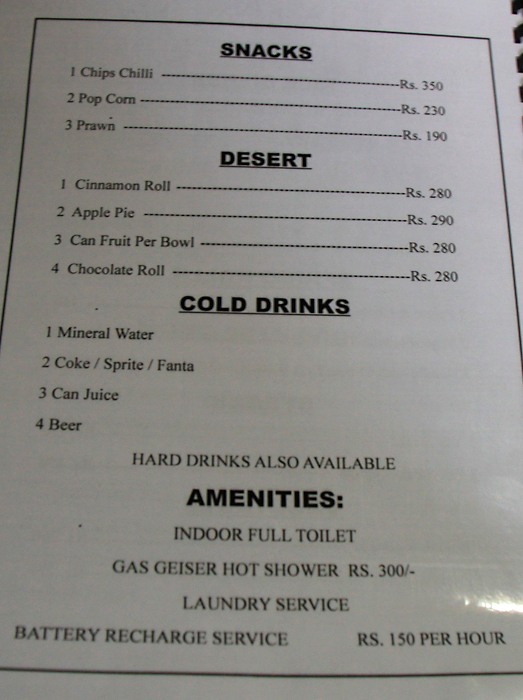 SNACKS
1 Chips Chilli ----------------------------------------Rs. 350
2 Pop Corn --------------------------------------------Rs. 230
3 Prawn -----------------------------------------------Rs. 190
DESERT
1 Cinnamon Roll ---------------------------------------Rs. 280
2 Apple Pie --------------------------------------------Rs. 290
3 Can Fruit Per Bowl -----------------------------------Rs. 280
4 Chocolate Roll ---------------------------------------Rs. 280
COLD DRINKS
1 Mineral Water
2 Coke / Sprite / Fanta
3 Can Juice
4 Beer
HARD DRINKS ALSO AVAILABLE
AMENITIES:
INDOOR FULL TOILET
GAS GEISER HOT SHOWER RS. 300/-
LAUNDRY SERVICE
BATTERY RECHARGE SERVICE RS. 150 PER HOUR